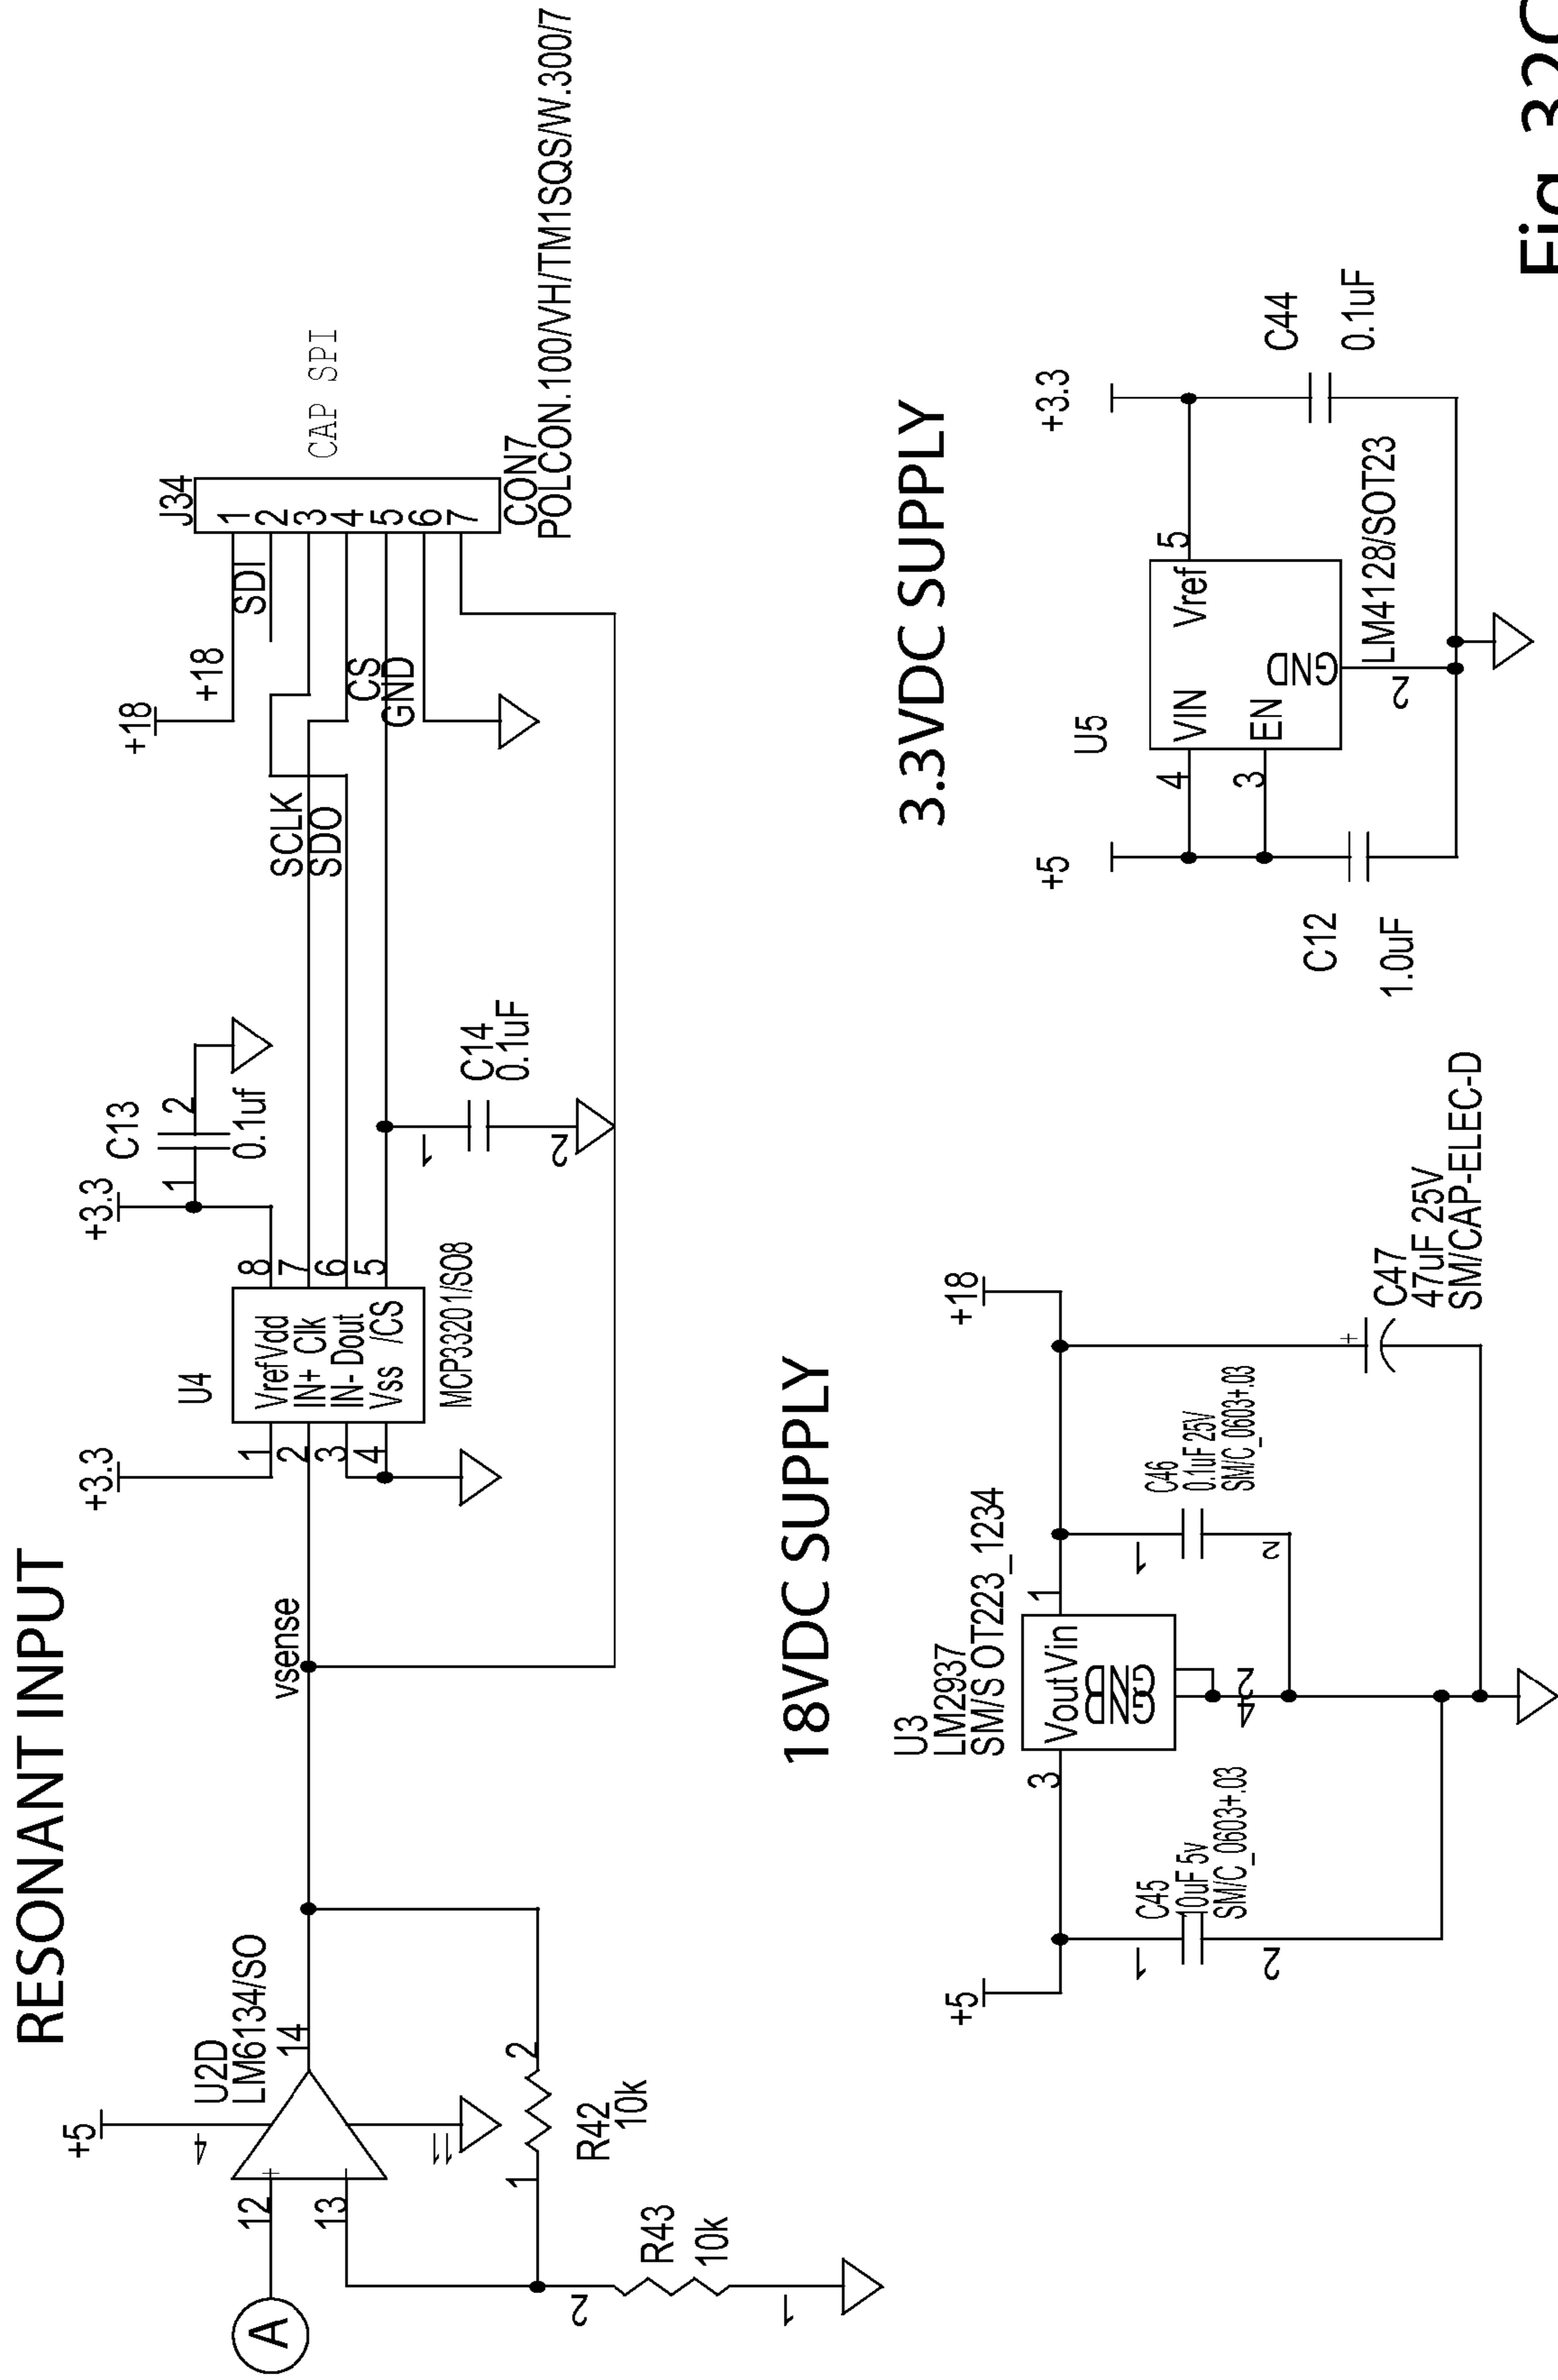 RESONANT INPUT
+5
4
U2D
LM6134/SO
12
+
13
14
11
A
1
2
R42
10k
2
R43
10k
1
vsense
+3.3
1
2
3
4
U4
Vref Vdd
IN+ Clk
IN- Dout
Vss /CS
8
7
6
5
MCP33201/SO8
+3.3
C13
1
2
0.1uf
1
C14
0.1uF
2
SCLK
SDO
+18
+18
SDI
CS
GND
J34
1
2
3
4
5
6
7
CON7
POLCON.100/VH/TM1SQS/W.300/7
CAP SPI
18VDC SUPPLY
+5
C45
10uF 5v
SM/C_0603+.03
1
2
U3
LM2937
SM/SOT223_1234
3
Vout Vin
GND
GND
1
2
4
C46
0.1uF 25V
SM/C_0603+.03
1
2
+18
+
C47
47uF 25V
SM/CAP-ELEC-D
3.3VDC SUPPLY
+5
C12
1.0uF
U5
4
3
VIN
EN
Vref
GND
5
2
LM4128/SOT23
+3.3
C44
0.1uF
Fig. 32C